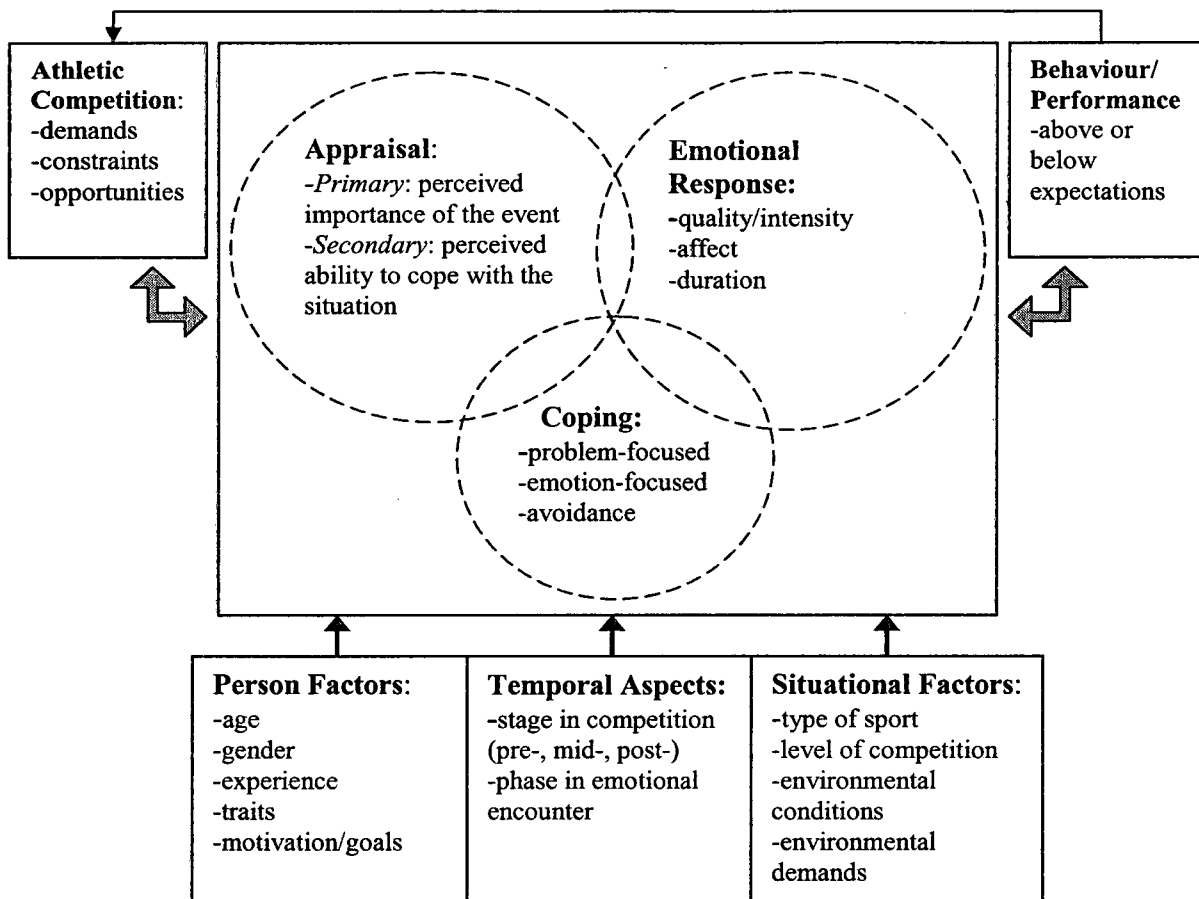 Athletic
Competition:
-demands
-constraints
-opportunities
Appraisal:
-Primary: perceived
importance of the event
-Secondary: perceived
ability to cope with the
situation
Emotional
Response:
-quality/intensity
-affect
-duration
Behaviour/
Performance
-above or
below
expectations
Coping:
-problem-focused
-emotion-focused
-avoidance
Person Factors:
-age
-gender
-experience
-traits
-motivation/goals
Temporal Aspects:
-stage in competition
(pre-, mid-, post-)
-phase in emotional
encounter
Situational Factors:
-type of sport
-level of competition
-environmental
conditions
-environmental
demands